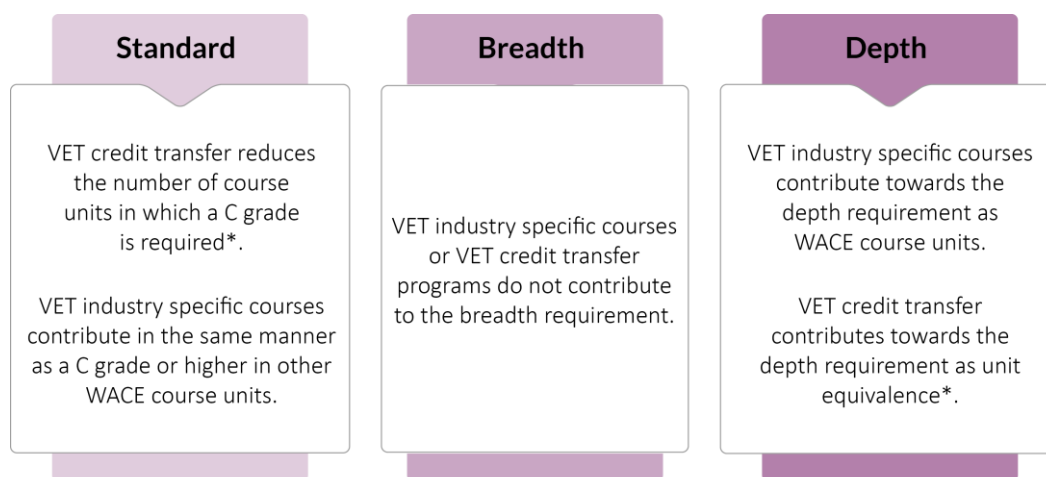 Standard
VET credit transfer reduces
the number of course
units in which a C grade
is required*.
VET industry specific courses
contribute in the same manner
as a C grade or higher in other
WACE course units.
Breadth
VET industry specific courses
or VET credit transfer
programs do not contribute
to the breadth requirement.
Depth
VET industry specific courses
contribute towards the
depth requirement as
WACE course units.
VET credit transfer
contributes towards the
depth requirement as unit
equivalence*.